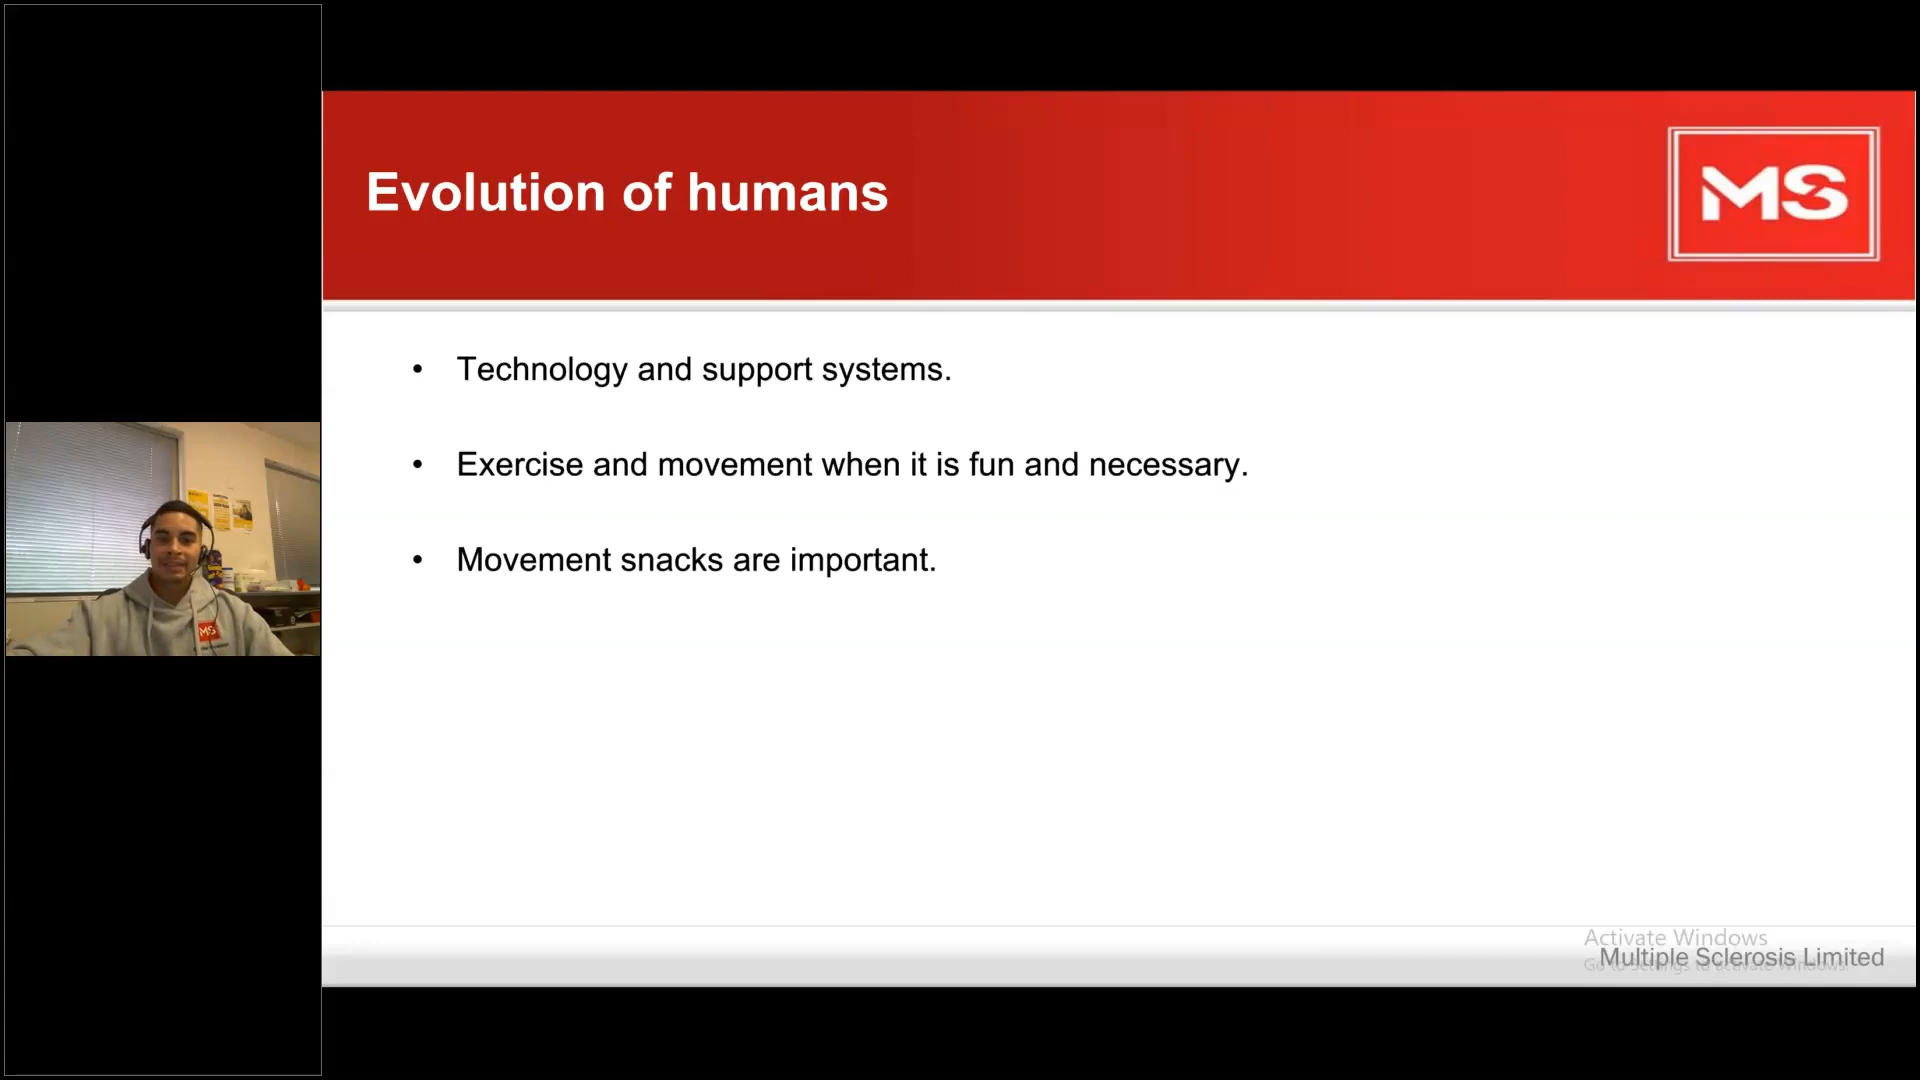 Evolution of humans
MS
• Technology and support systems.
• Exercise and movement when it is fun and necessary.
• Movement snacks are important.
MS
Activate Windows
Multiple Sclerosis Limited
Go to Settings to activate Windows.